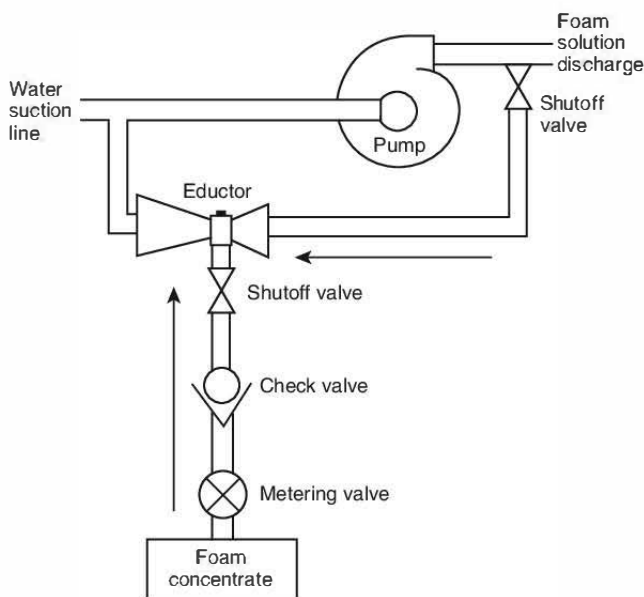 Foam
solution
discharge
Water
suction
line
Shutoff
valve
Pump
Eductor
Shutoff valve
Check valve
Metering valve
Foam
concentrate